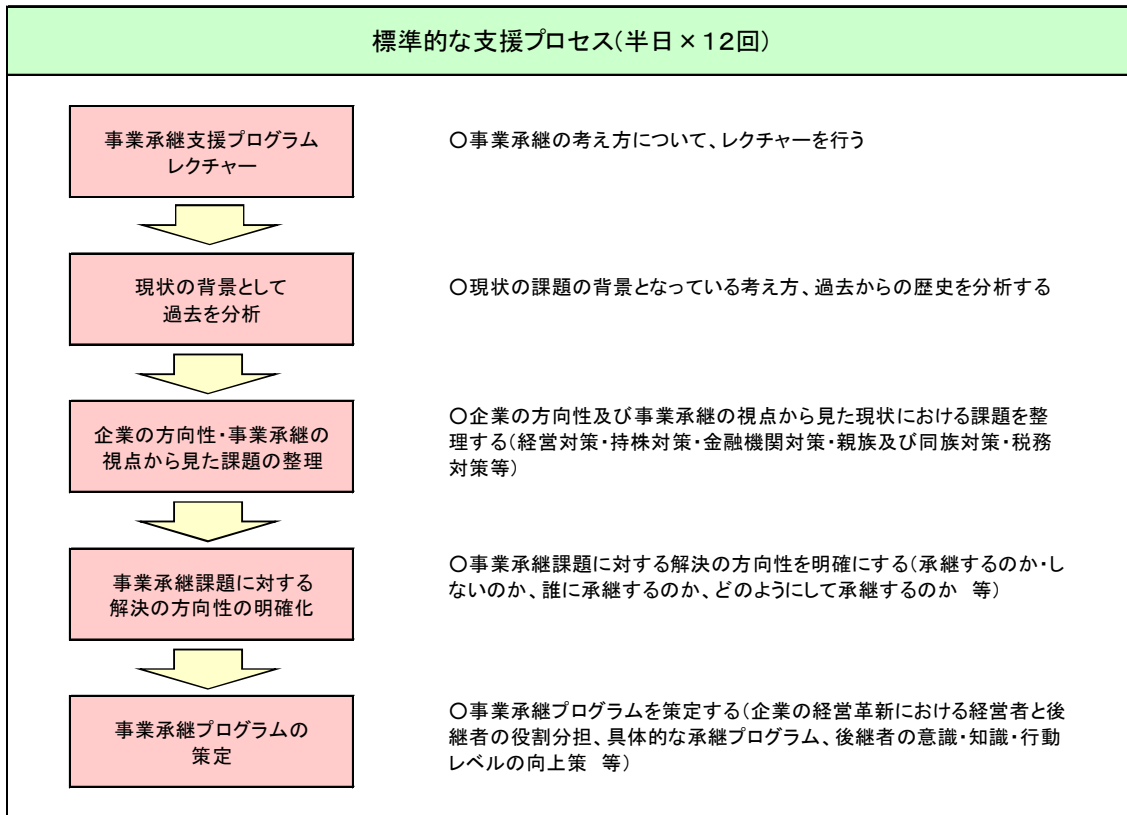 標準的な支援プロセス(半日×12回)
事業承継支援プログラム
レクチャー
○事業承継の考え方について、レクチャーを行う
現状の背景として
過去を分析
○現状の課題の背景となっている考え方、過去からの歴史を分析する
企業の方向性・事業承継の
視点から見た課題の整理
○企業の方向性及び事業承継の視点から見た現状における課題を整
理する(経営対策・持株対策・金融機関対策・親族及び同族対策・税務
対策等)
事業承継課題に対する
解決の方向性の明確化
○事業承継課題に対する解決の方向性を明確にする(承継するのか・し
ないのか、誰に承継するのか、どのようにして承継するのか 等)
事業承継プログラムの
策定
○事業承継プログラムを策定する(企業の経営革新における経営者と後
継者の役割分担、具体的な承継プログラム、後継者の意識・知識・行動
レベルの向上策 等)